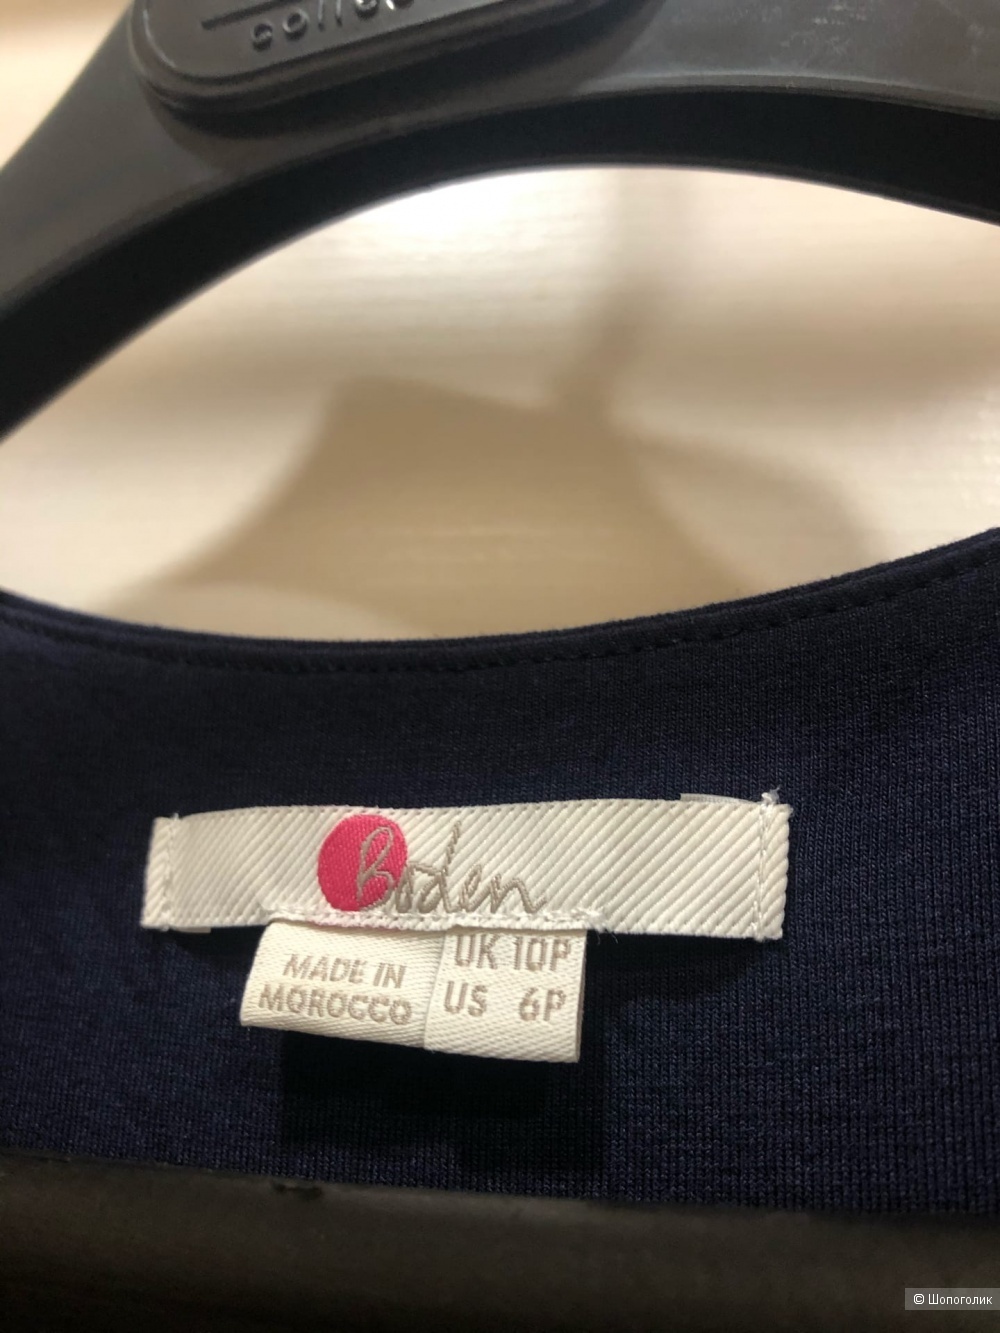 Boden
MADE IN
MOROCCO
UK 10P
US 6P
© Шопоголик